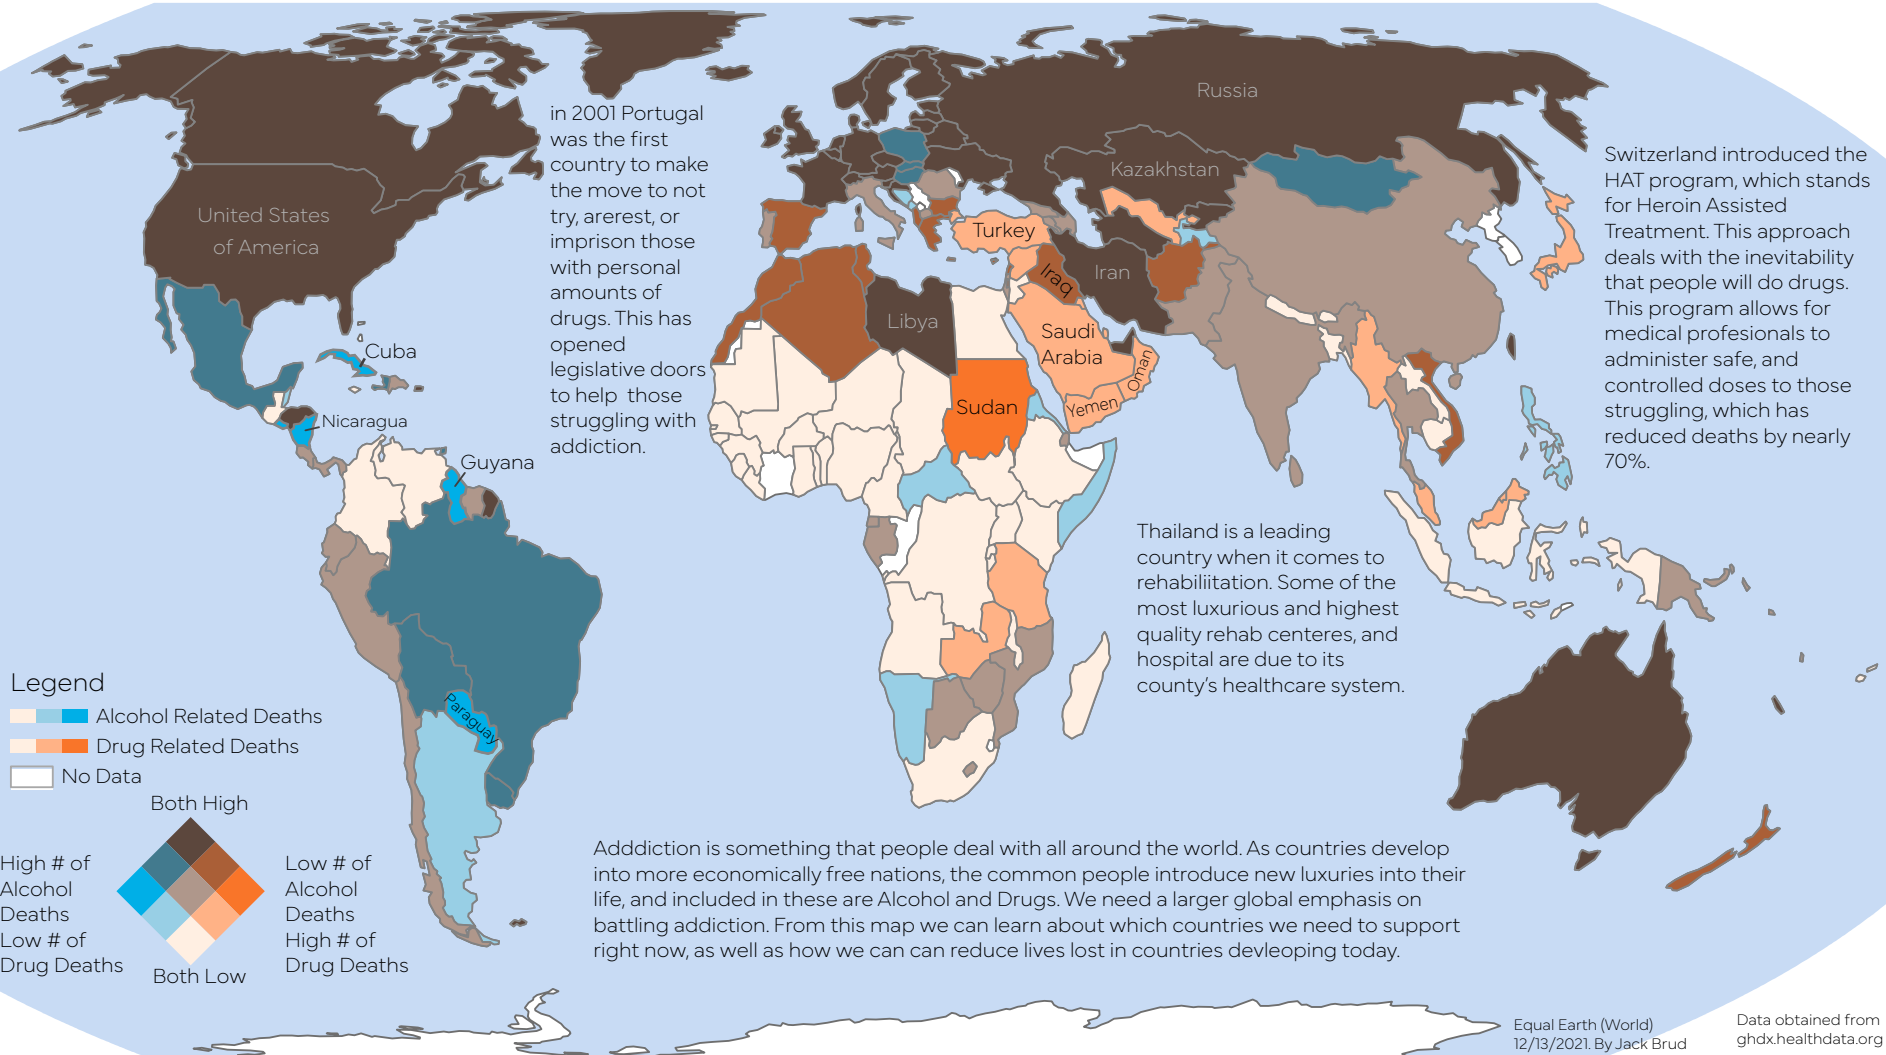 Russia
in 2001 Portugal
was the first
country to make
the move to not
try, arerest, or
imprison those
with personal
amounts of
drugs. This has
opened
legislative doors
to help those
struggling with
addiction.
Switzerland introduced the
HAT program, which stands
for Heroin Assisted
Treatment. This approach
deals with the inevitability
that people will do drugs.
This program allows for
medical profesionals to
administer safe, and
controlled doses to those
struggling, which has
reduced deaths by nearly
70%.
Kazakhstan
United States
of America
Turkey
Iran
Iraq
Libya
Saudi
Arabia
Oman
Yemen
Sudan
Cuba
Nicaragua
Guyana
Paraguay
Thailand is a leading
country when it comes to
rehabiliitation. Some of the
most luxurious and highest
quality rehab centeres, and
hospital are due to its
county's healthcare system.
Legend
Alcohol Related Deaths
Drug Related Deaths
No Data
Both High
High # of
Alcohol
Deaths
Low # of
Drug Deaths
Low # of
Alcohol
Deaths
High # of
Drug Deaths
Both Low
Adddiction is something that people deal with all around the world. As countries develop
into more economically free nations, the common people introduce new luxuries into their
life, and included in these are Alcohol and Drugs. We need a larger global emphasis on
battling addiction. From this map we can learn about which countries we need to support
right now, as well as how we can can reduce lives lost in countries devleoping today.
Equal Earth (World)
12/13/2021. By Jack Brud
Data obtained from
ghdx.healthdata.org